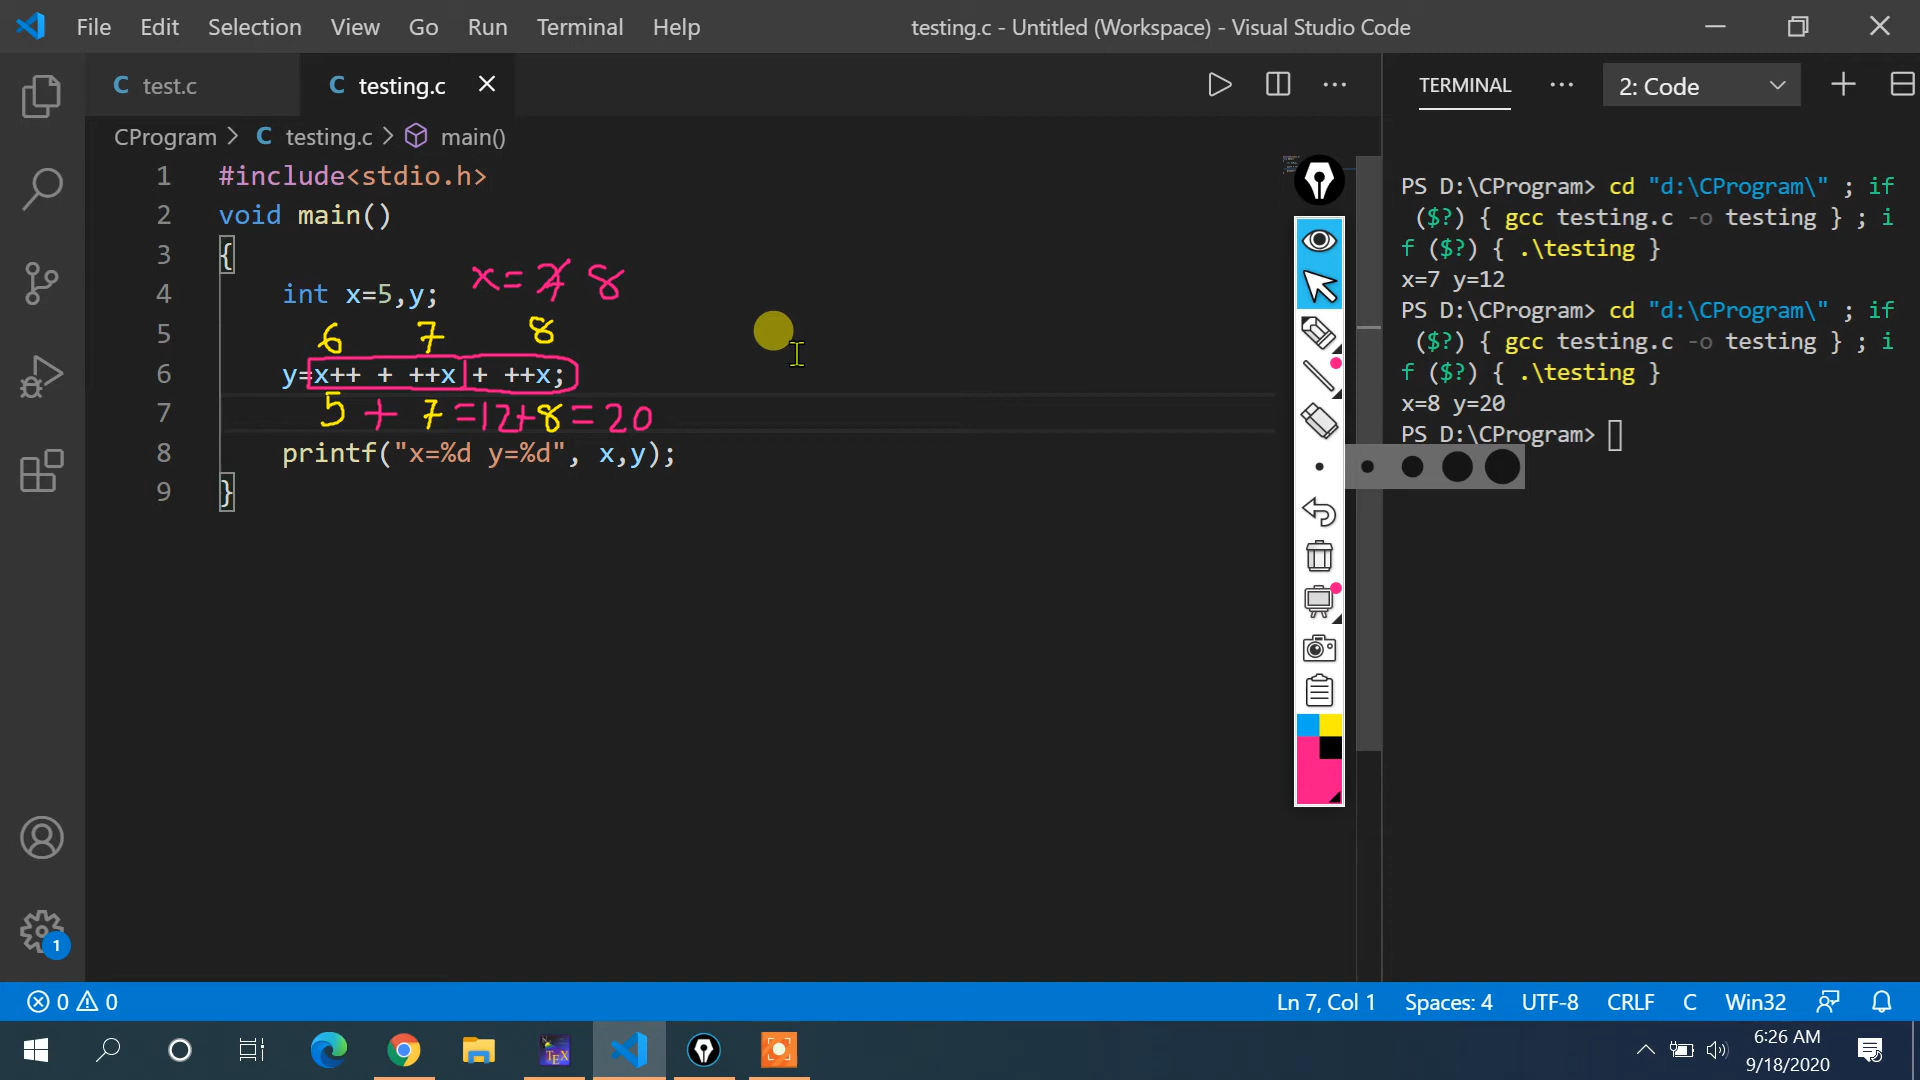 File Edit Selection View Go Run Terminal Help testing.c - Untitled (Workspace) - Visual Studio Code
test.c testing.c
CProgram > C testing.c > main()
1 #include<stdio.h>
2 void main()
3 {
4 int x=5,y; x= 7 8
5 6 7 8
6 y=x++ + ++x + ++x;
7 5 + 7 =12+8=20
8 printf("x=%d y=%d", x,y);
9 }
TERMINAL ... 2: Code
PS D:\CProgram> cd "d:\CProgram\" ; if
($?) { gcc testing.c -o testing } ; i
f ($?) { .\testing }
x=7 y=12
PS D:\CProgram> cd "d:\CProgram\" ; if
($?) { gcc testing.c -o testing } ; i
f ($?) { .\testing }
x=8 y=20
PS D:\CProgram>
1
0 0 Ln 7, Col 1 Spaces: 4 UTF-8 CRLF C Win32
TEX
6:26 AM
9/18/2020